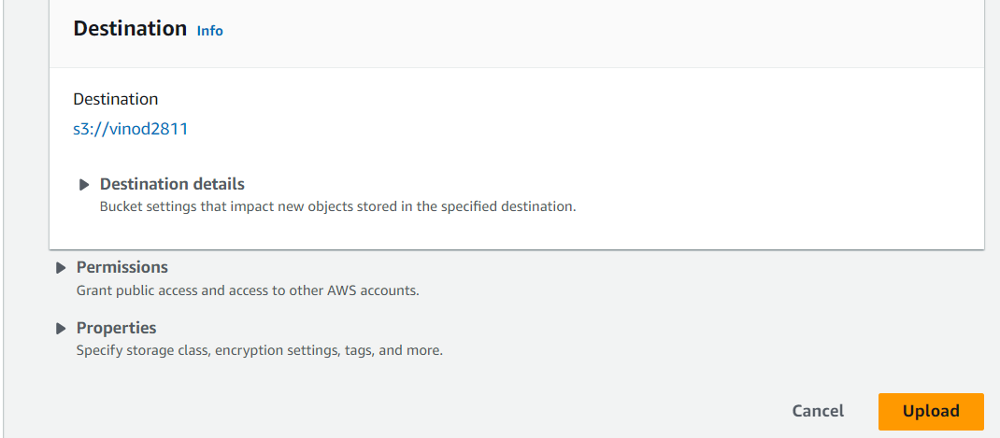 Destination Info
Destination
s3://vinod2811
Destination details
Bucket settings that impact new objects stored in the specified destination.
Permissions
Grant public access and access to other AWS accounts.
Properties
Specify storage class, encryption settings, tags, and more.
Cancel Upload